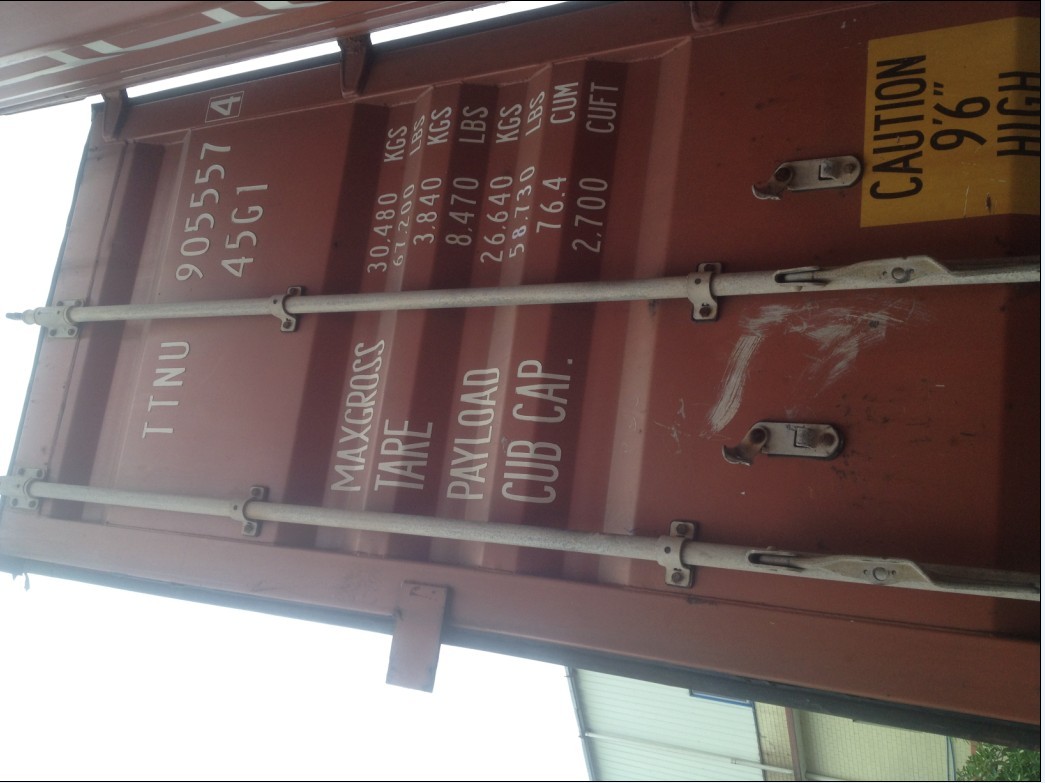 TTNU 905557 4
45G1
MAXGROSS 30,480 KGS
67,200 LBS
TARE 3,840 KGS
8,470 LBS
PAYLOAD 26,640 KGS
58,730 LBS
CUB CAP. 76.4 CUM
2,700 CUFT
CAUTION
9'6"
HIGH